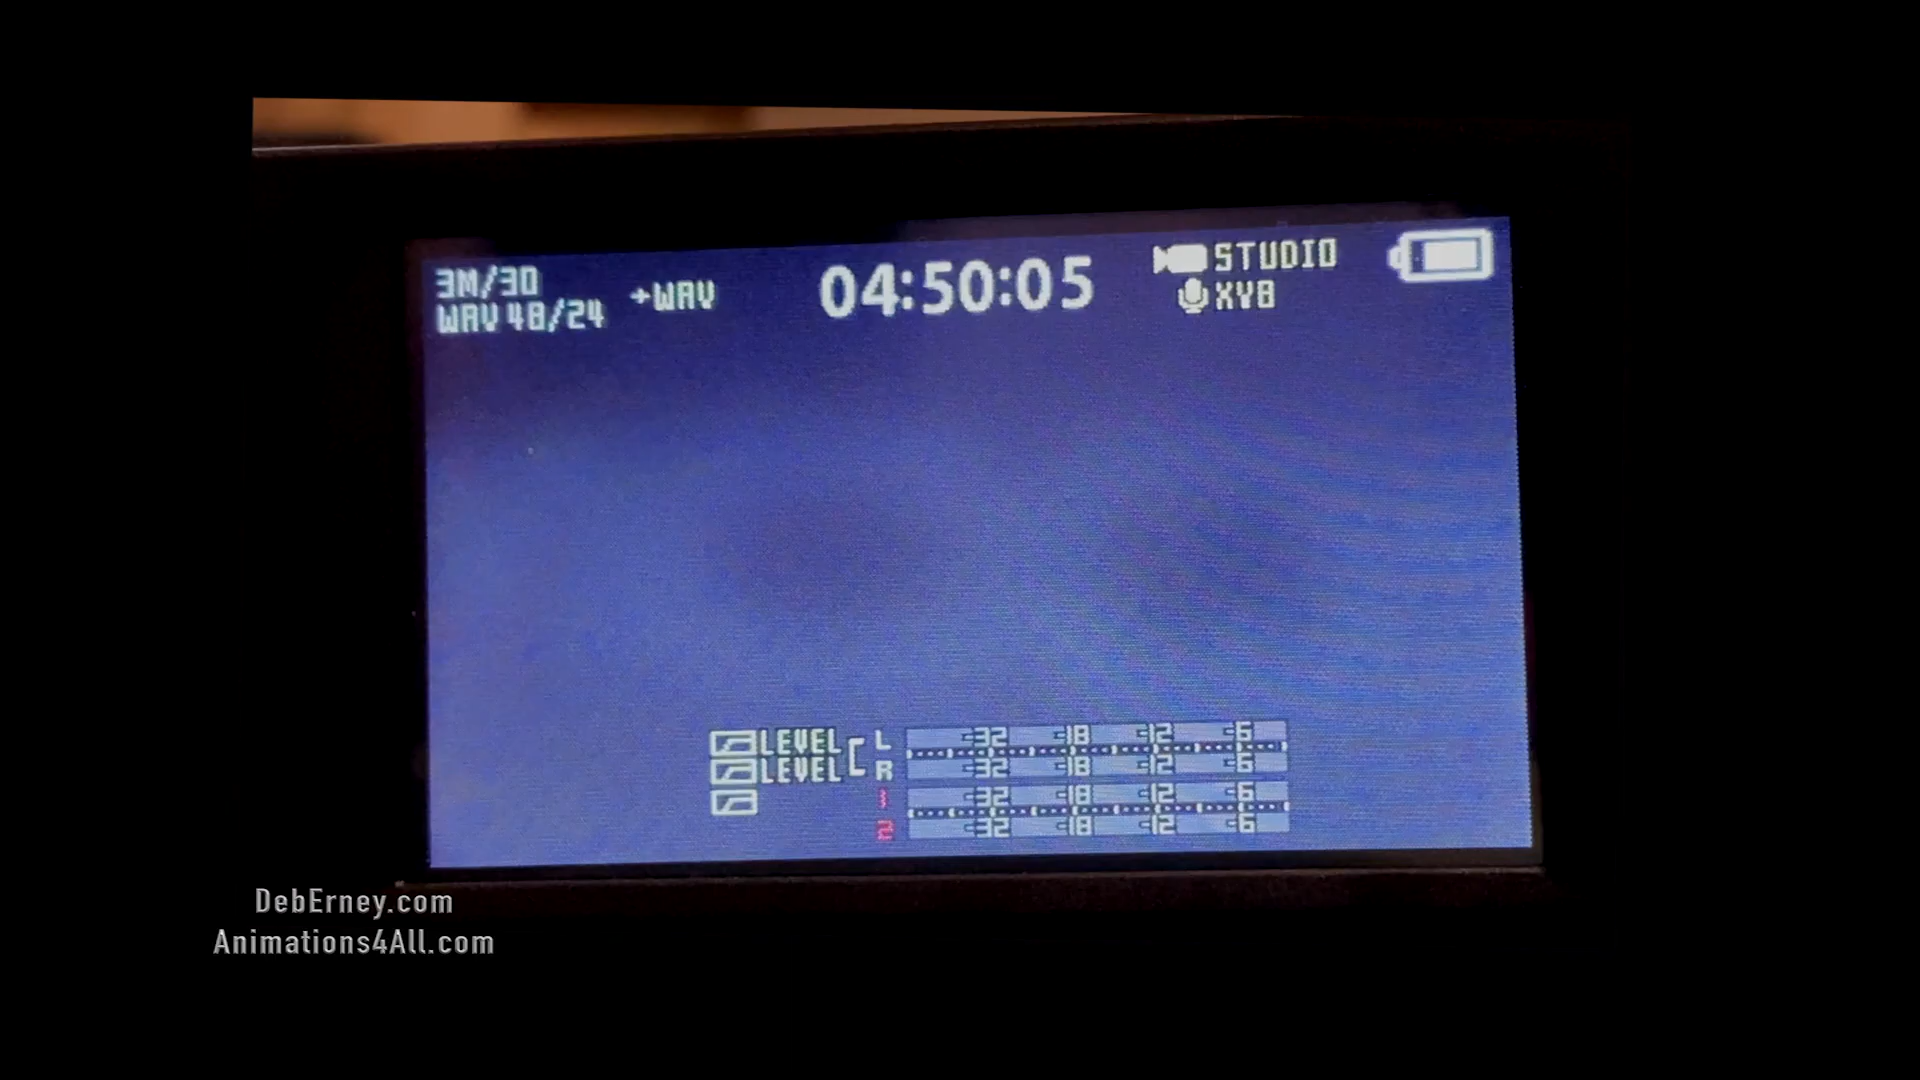 3M/30
WAV 48/24
+WAV
04:50:05
STUDIO
XY8
LEVEL L -32 -18 -12 -6
LEVEL R -32 -18 -12 -6
1 -32 -18 -12 -6
2 -32 -18 -12 -6
DebErney.com
Animations4All.com